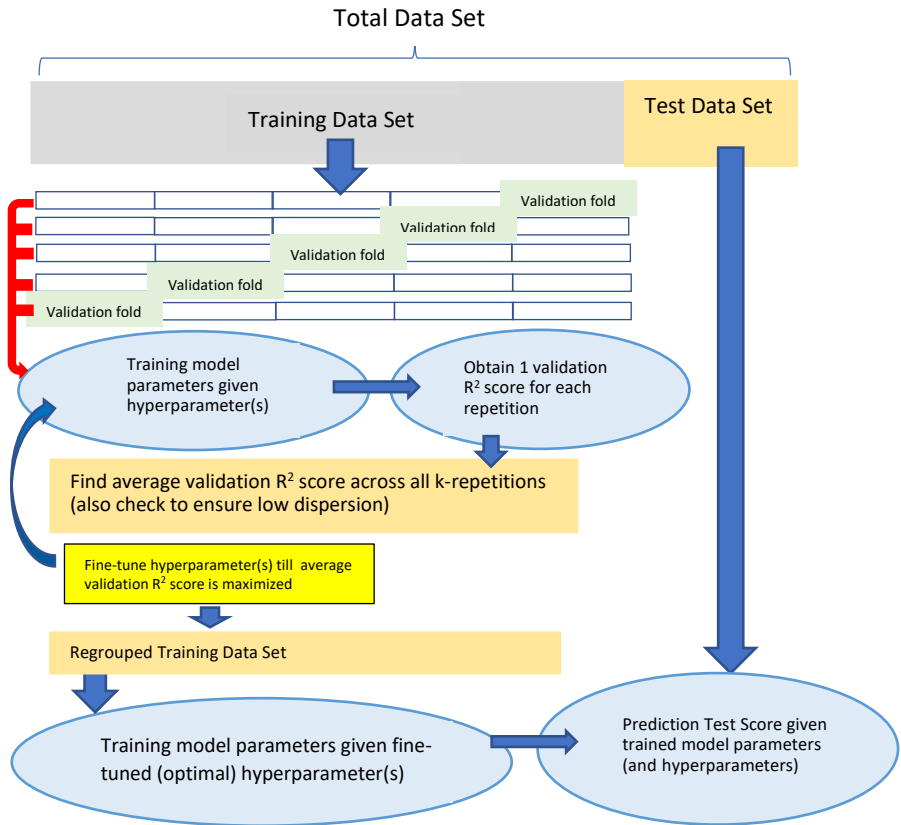 Total Data Set
Training Data Set
Test Data Set
Validation fold
Validation fold
Validation fold
Validation fold
Validation fold
Training model
parameters given
hyperparameter(s)
Obtain 1 validation
R² score for each
repetition
Find average validation R² score across all k-repetitions
(also check to ensure low dispersion)
Fine-tune hyperparameter(s) till average
validation R² score is maximized
Regrouped Training Data Set
Training model parameters given fine-
tuned (optimal) hyperparameter(s)
Prediction Test Score given
trained model parameters
(and hyperparameters)